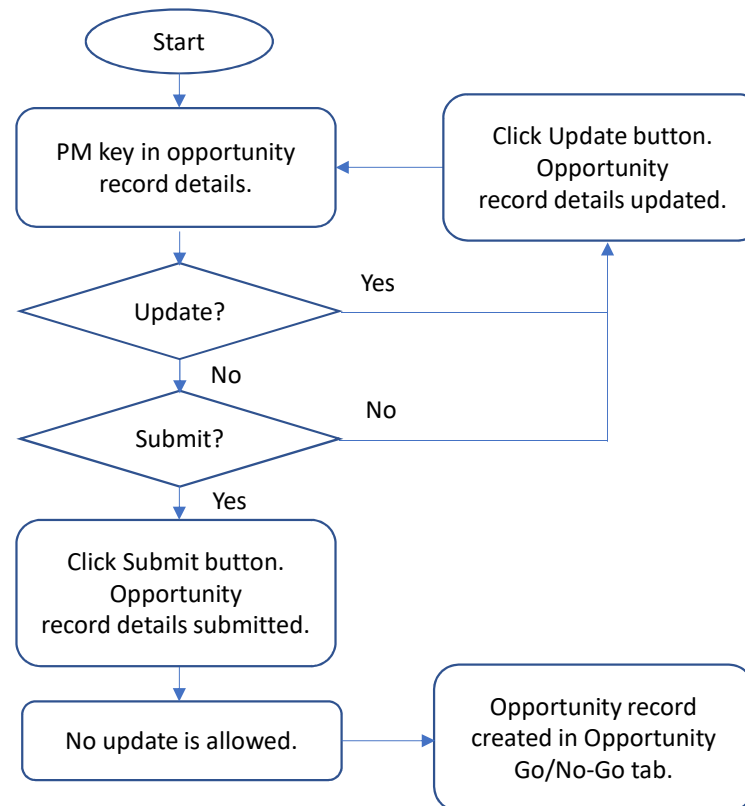 Start
PM key in opportunity
record details.
Click Update button.
Opportunity
record details updated.
Update?
Yes
No
Submit?
No
Yes
Click Submit button.
Opportunity
record details submitted.
No update is allowed.
Opportunity record
created in Opportunity
Go/No-Go tab.